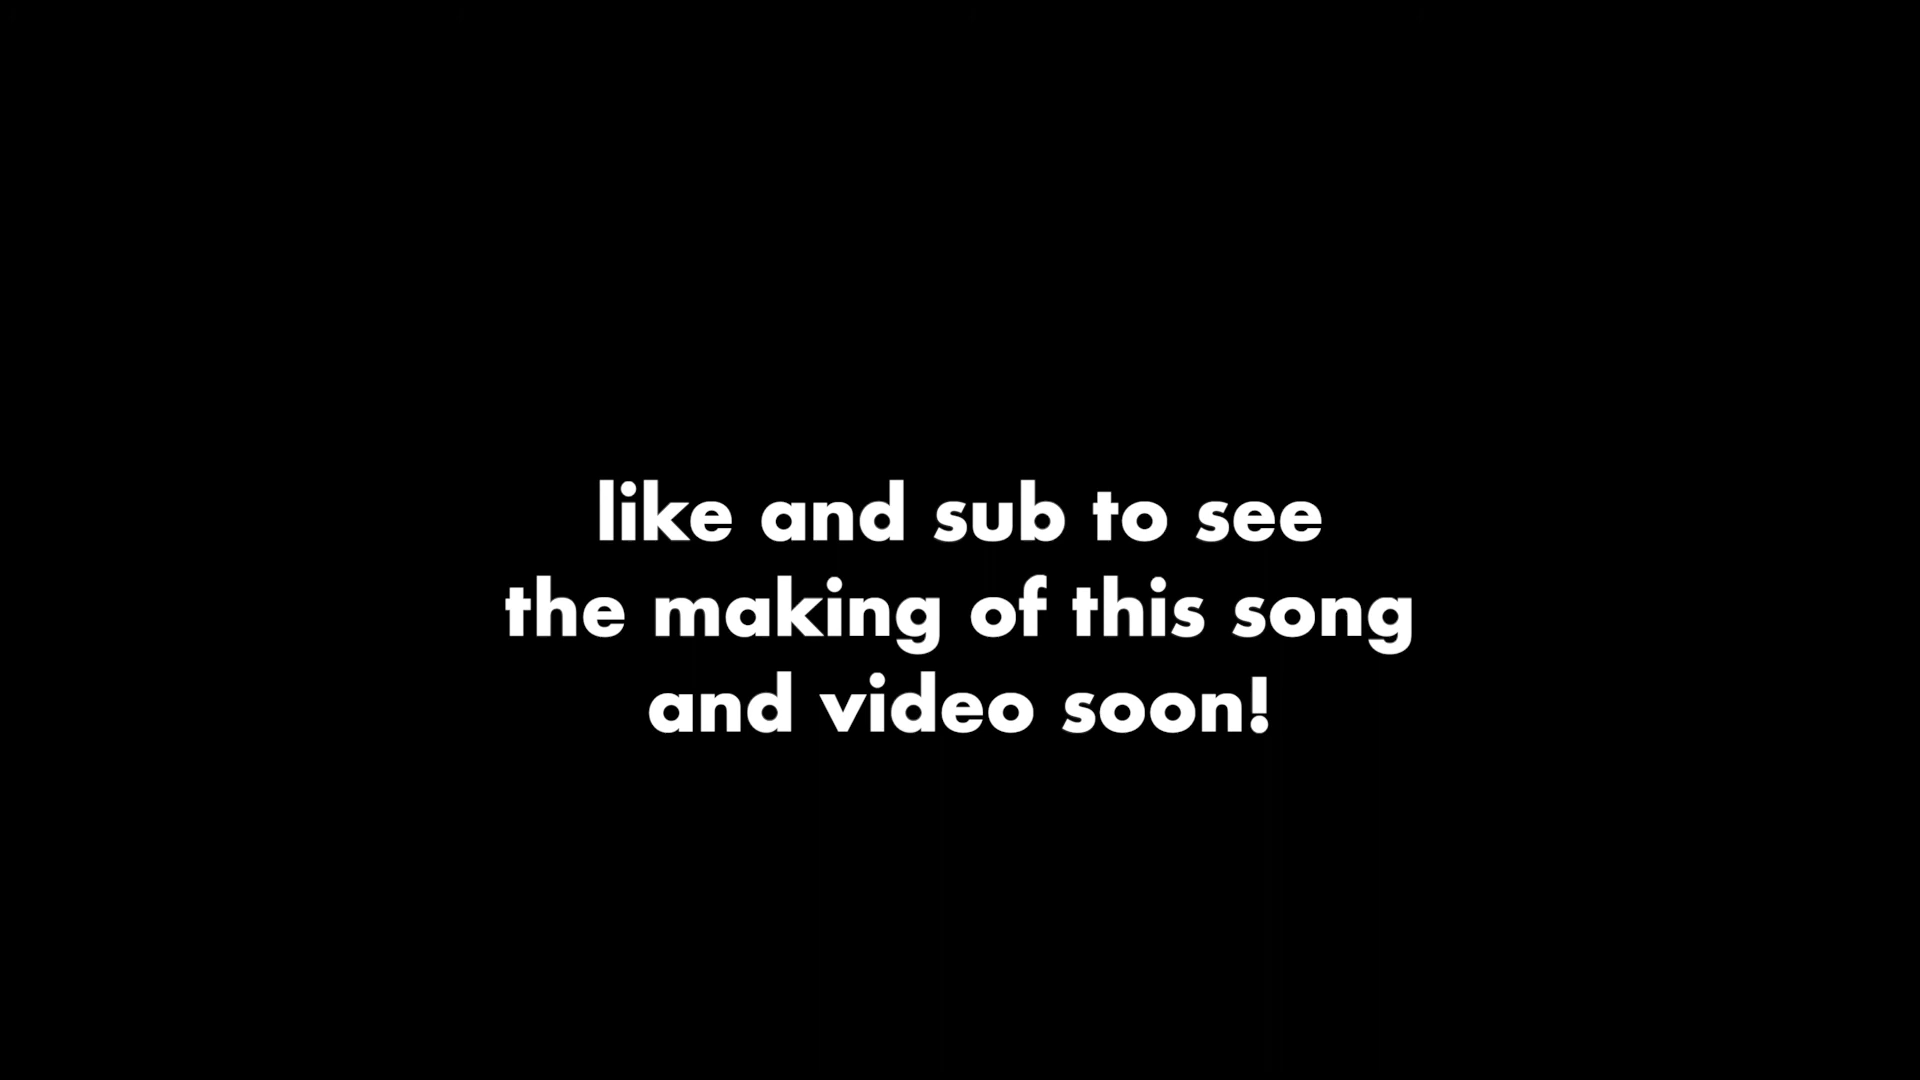 like and sub to see
the making of this song
and video soon!